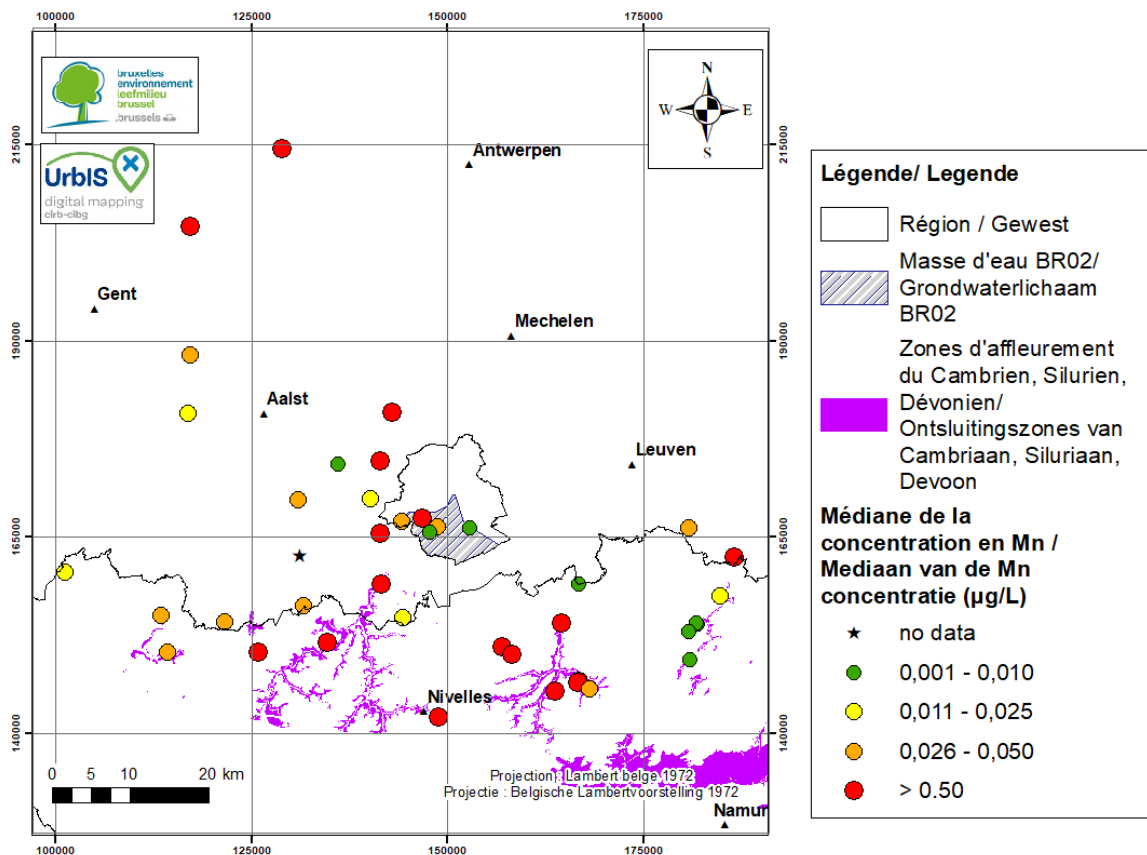 100000 125000 150000 175000
bruxelles
environnement
leefmilieu
brussel
.brussels
UrbIS
digital mapping
cirb-cibg
N
W E
S
215000 215000
Antwerpen
Gent
190000 190000
Mechelen
Aalst
Leuven
165000 165000
Nivelles
140000 140000
0 5 10 20 km
Projection : Lambert belge 1972
Projectie : Belgische Lambertvoorstelling 1972
Namur
100000 125000 150000 175000
Légende/ Legende
Région / Gewest
Masse d'eau BR02/
Grondwaterlichaam
BR02
Zones d'affleurement
du Cambrien, Silurien,
Dévonien/
Ontsluitingszones van
Cambriaan, Siluriaan,
Devoon
Médiane de la
concentration en Mn /
Mediaan van de Mn
concentratie (µg/L)
no data
0,001 - 0,010
0,011 - 0,025
0,026 - 0,050
> 0.50